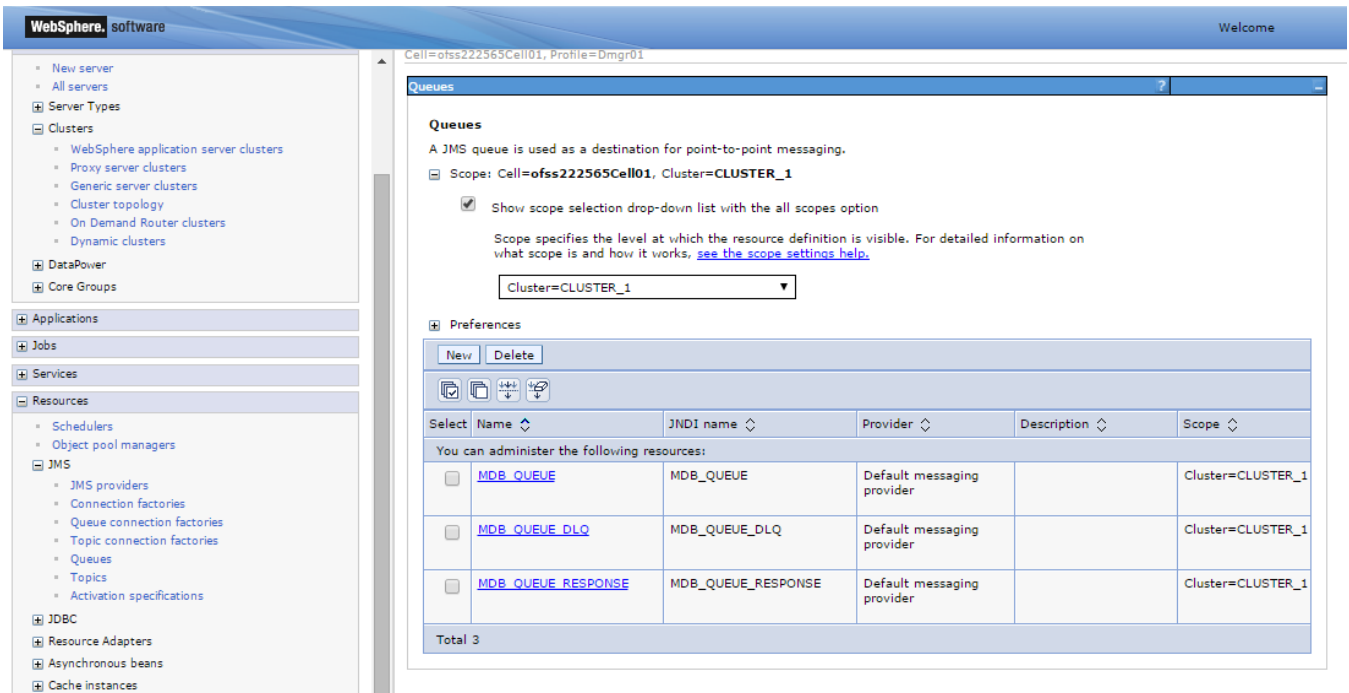 WebSphere. software
Welcome
New server
All servers
Server Types
Clusters
WebSphere application server clusters
Proxy server clusters
Generic server clusters
Cluster topology
On Demand Router clusters
Dynamic clusters
DataPower
Core Groups
Applications
Jobs
Services
Resources
Schedulers
Object pool managers
JMS
JMS providers
Connection factories
Queue connection factories
Topic connection factories
Queues
Topics
Activation specifications
JDBC
Resource Adapters
Asynchronous beans
Cache instances
Cell=ofss222565Cell01, Profile=Dmgr01
Queues ?
Queues
A JMS queue is used as a destination for point-to-point messaging.
Scope: Cell=ofss222565Cell01, Cluster=CLUSTER_1
Show scope selection drop-down list with the all scopes option
Scope specifies the level at which the resource definition is visible. For detailed information on
what scope is and how it works, see the scope settings help.
Cluster=CLUSTER_1
Preferences
New Delete
Select Name JNDI name Provider Description Scope
You can administer the following resources:
MDB_QUEUE MDB_QUEUE Default messaging Cluster=CLUSTER_1
provider
MDB_QUEUE_DLQ MDB_QUEUE_DLQ Default messaging Cluster=CLUSTER_1
provider
MDB_QUEUE_RESPONSE MDB_QUEUE_RESPONSE Default messaging Cluster=CLUSTER_1
provider
Total 3